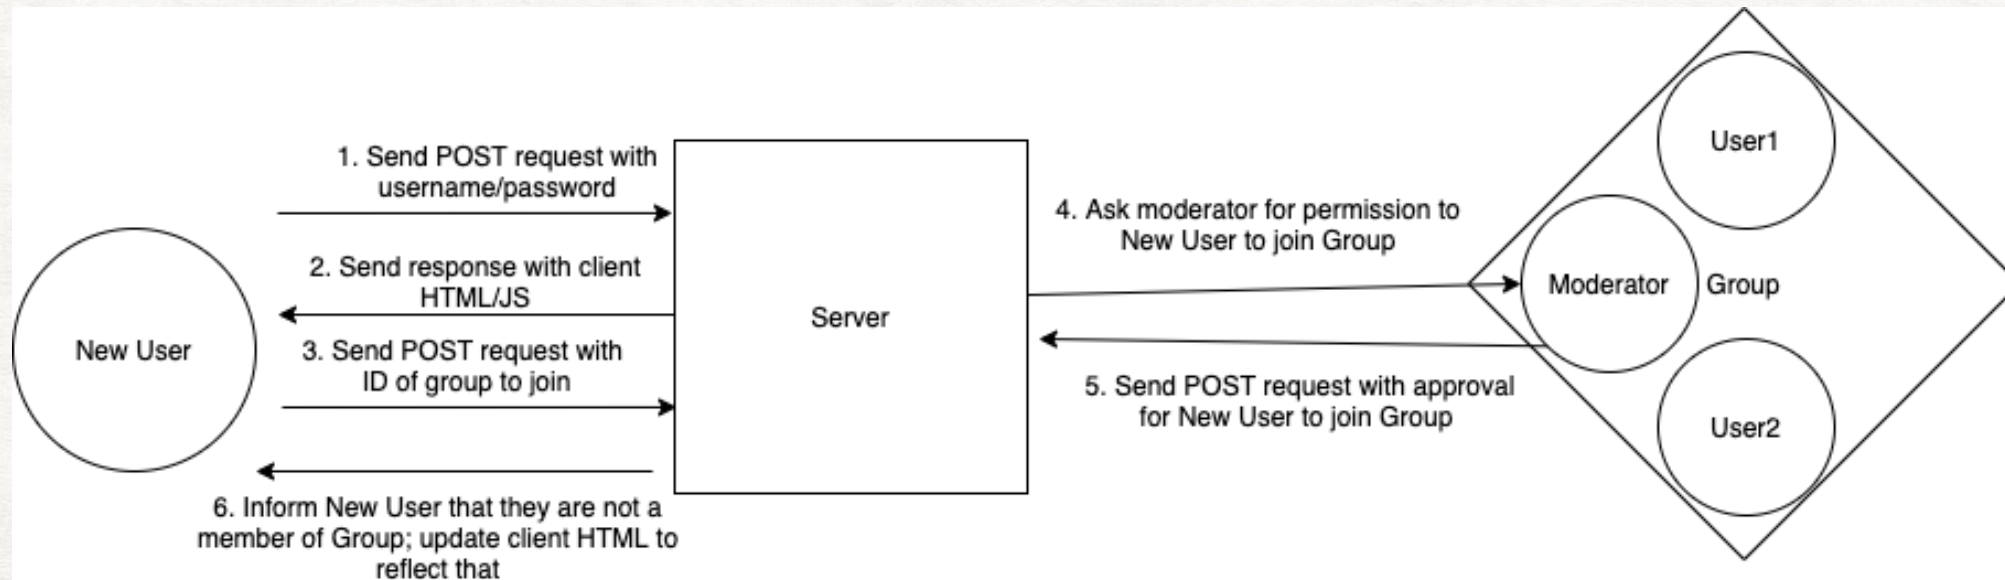 1. Send POST request with
username/password
2. Send response with client
HTML/JS
New User
3. Send POST request with
ID of group to join
6. Inform New User that they are not a
member of Group; update client HTML to
reflect that
Server
4. Ask moderator for permission to
New User to join Group
5. Send POST request with approval
for New User to join Group
User1
Moderator
Group
User2